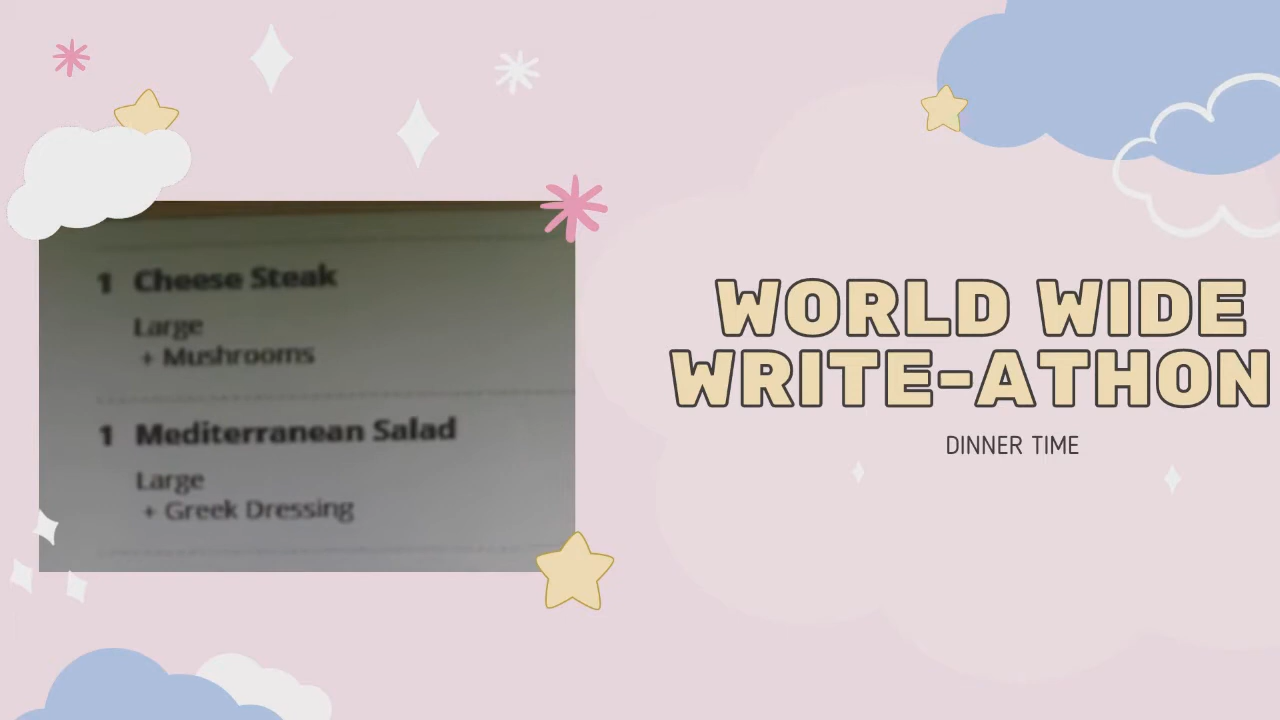 1 Cheese Steak
Large
+ Mushrooms
1 Mediterranean Salad
Large
+ Greek Dressing
WORLD WIDE
WRITE-ATHON
DINNER TIME